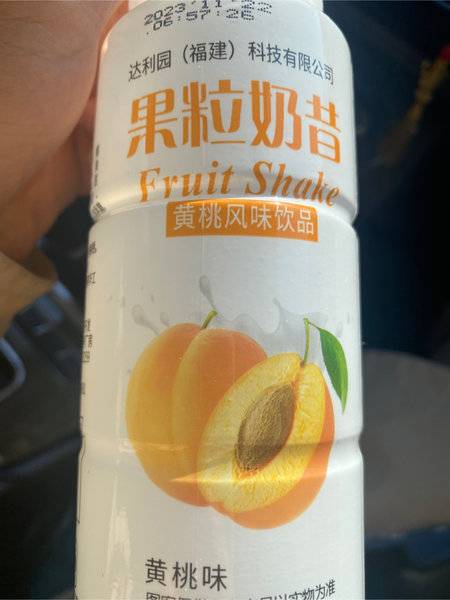 2023.11.22
06:57:26
达利园（福建）科技有限公司
果粒奶昔
Fruit Shake
黄桃风味饮品
黄桃味